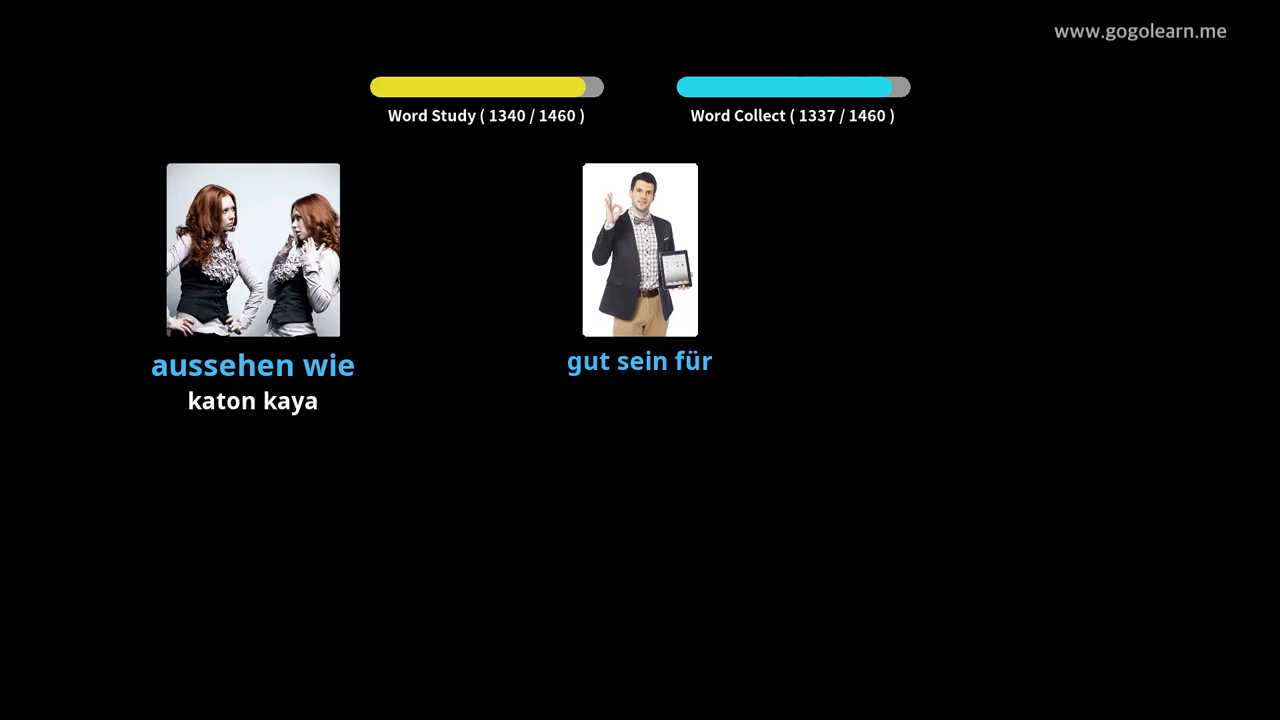 www.gogolearn.me
Word Study ( 1340 / 1460 )
Word Collect ( 1337 / 1460 )
aussehen wie
katon kaya
gut sein für